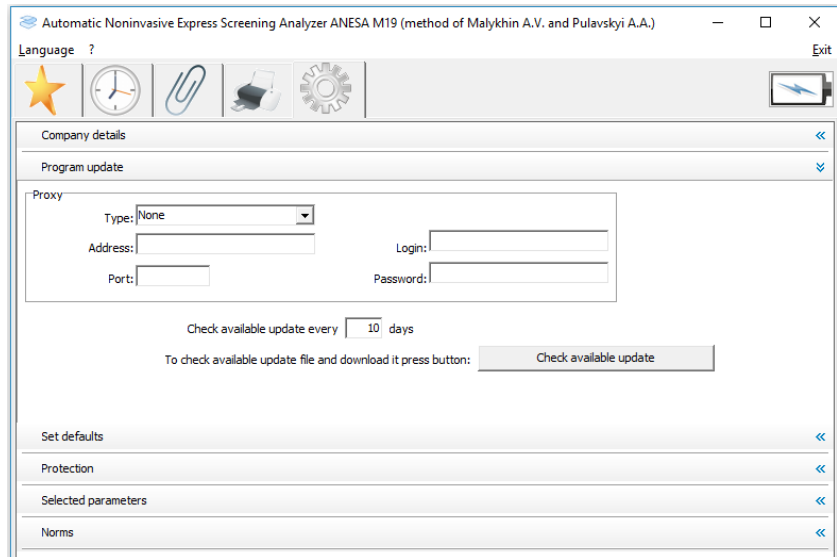 Automatic Noninvasive Express Screening Analyzer ANESA M19 (method of Malykhin A.V. and Pulavskyi A.A.)
Language ? Exit
Company details
Program update
Proxy
Type: None
Address: Login:
Port: Password:
Check available update every 10 days
To check available update file and download it press button: Check available update
Set defaults
Protection
Selected parameters
Norms